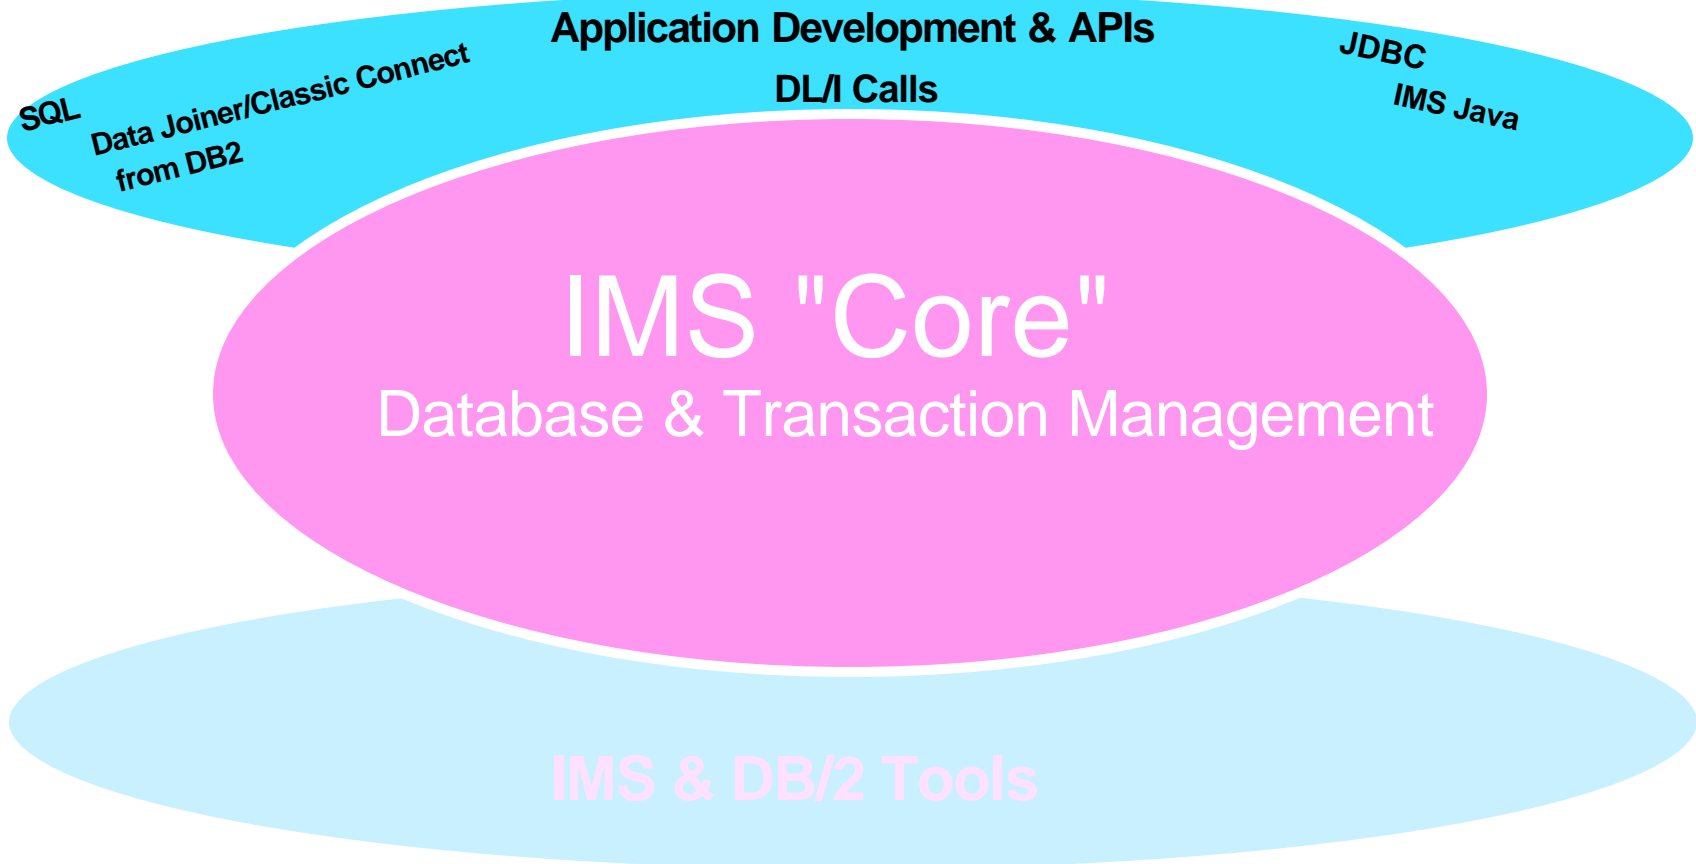 Application Development & APIs
DL/I Calls
SQL
Data Joiner/Classic Connect
from DB2
JDBC
IMS Java
IMS "Core"
Database & Transaction Management
IMS & DB/2 Tools